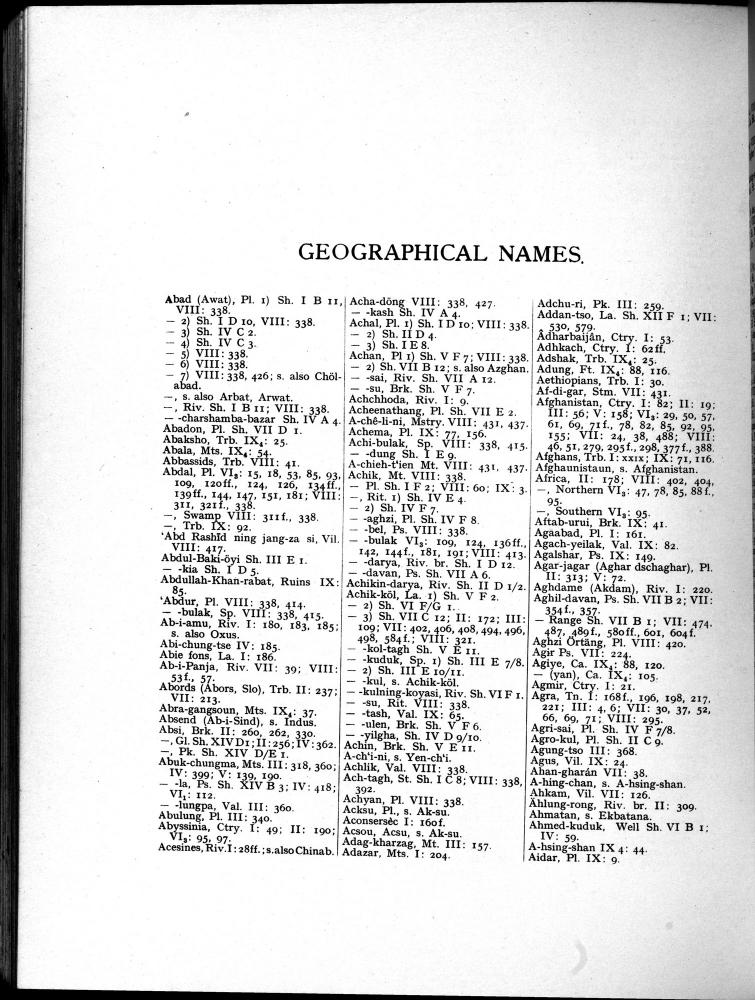 GEOGRAPHICAL NAMES.
Abad (Awat), Pl. 1) Sh. I B 11,
VIII: 338.
— 2) Sh. I D 10, VIII: 338.
— 3) Sh. IV C 2.
— 4) Sh. IV C 3.
— 5) VIII: 338.
— 6) VIII: 338.
— 7) VIII: 338, 426; s. also Chöl-
abad.
—, s. also Arbat, Arwat.
—, Riv. Sh. I B 11; VIII: 338.
— -charshamba-bazar Sh. IV A 4.
Abadon, Pl. Sh. VII D 1.
Abaksho, Trb. IX₄: 25.
Abala, Mts. IX₄: 54.
Abbassids, Trb. VIII: 41.
Abdal, Pl. VI₂: 15, 18, 53, 85, 93,
109, 120ff., 124, 126, 134ff.,
139ff., 144, 147, 151, 181; VIII:
311, 321f., 338.
—, Swamp VIII: 311f., 338.
—, Trb. IX: 92.
'Abd Rashīd ning jang-za si, Vil.
VIII: 417.
Abdul-Baki-öyi Sh. III E 1.
— -kia Sh. I D 5.
Abdullah-Khan-rabat, Ruins IX:
85.
'Abdur, Pl. VIII: 338, 414.
— -bulak, Sp. VIII: 338, 415.
Ab-i-amu, Riv. I: 180, 183, 185;
s. also Oxus.
Abi-chung-tse IV: 185.
Abie fons, La. I: 186.
Ab-i-Panja, Riv. VII: 39; VIII:
53f., 57.
Abords (Abors, Slo), Trb. II: 237;
VII: 213.
Abra-gangsoun, Mts. IX₄: 37.
Absend (Ab-i-Sind), s. Indus.
Absi, Brk. II: 260, 262, 330.
—, Gl. Sh. XIV D 1; II: 256; IV: 362.
—, Pk. Sh. XIV D/E 1.
Abuk-chungma, Mts. III: 318, 360;
IV: 399; V: 139, 190.
— -la, Ps. Sh. XIV B 3; IV: 418;
VI₁: 112.
— -lungpa, Val. III: 360.
Abulung, Pl. III: 340.
Abyssinia, Ctry. I: 49; II: 190;
VI₃: 95, 97.
Acesines, Riv. I: 28ff.; s. also Chinab.
Acha-döng VIII: 338, 427.
— -kash Sh. IV A 4.
Achal, Pl. 1) Sh. I D 10; VIII: 338.
— 2) Sh. II D 4.
— 3) Sh. I E 8.
Achan, Pl 1) Sh. V F 7; VIII: 338.
— 2) Sh. VII B 12; s. also Azghan.
— -sai, Riv. Sh. VII A 12.
— -su, Brk. Sh. V F 7.
Achchhoda, Riv. I: 9.
Acheenathang, Pl. Sh. VII E 2.
A-chê-li-ni, Mstry. VIII: 431, 437.
Achema, Pl. IX: 77, 156.
Achi-bulak, Sp. VIII: 338, 415.
— -dung Sh. I E 9.
A-chieh-t'ien Mt. VIII: 431, 437.
Achik, Mt. VIII: 338.
— Pl. Sh. I F 2; VIII: 60; IX: 3.
—, Rit. 1) Sh. IV E 4.
— 2) Sh. IV F 7.
— -aghzi, Pl. Sh. IV F 8.
— -bel, Ps. VIII: 338.
— -bulak VI₂: 109, 124, 136ff.,
142, 144f., 181, 191; VIII: 413.
— -darya, Riv. br. Sh. I D 12.
— -davan, Ps. Sh. VII A 6.
Achikin-darya, Riv. Sh. II D 1/2.
Achik-köl, La. 1) Sh. V F 2.
— 2) Sh. VI F/G 1.
— 3) Sh. VII C 12; II: 172; III:
109; VII: 402, 406, 408, 494, 496,
498, 584f.; VIII: 321.
— -kol-tagh Sh. V E 11.
— -kuduk, Sp. 1) Sh. III E 7/8.
— 2) Sh. III E 10/11.
— -kul, s. Achik-köl.
— -kulning-koyasi, Riv. Sh. VI F 1.
— -su, Rit. VIII: 338.
— -tash, Val. IX: 65.
— -ulen, Brk. Sh. V F 6.
— -yilgha, Sh. IV D 9/10.
Achin, Brk. Sh. V E 11.
A-ch'i-ni, s. Yen-ch'i.
Achlik, Val. VIII: 338.
Ach-tagh, St. Sh. I C 8; VIII: 338,
392.
Achyan, Pl. VIII: 338.
Acksu, Pl., s. Ak-su.
Aconsersèc I: 160f.
Acsou, Acsu, s. Ak-su.
Adag-kharzag, Mt. III: 157.
Adazar, Mts. I: 204.
Adchu-ri, Pk. III: 259.
Addan-tso, La. Sh. XII F 1; VII:
530, 579.
Ādharbaijân, Ctry. I: 53.
Adhkach, Ctry. I: 62ff.
Adshak, Trb. IX₄: 25.
Adung, Ft. IX₄: 88, 116.
Aethiopians, Trb. I: 30.
Af-di-gar, Stm. VII: 431.
Afghanistan, Ctry. I: 82; II: 19;
III: 56; V: 158; VI₂: 29, 50, 57,
61, 69, 71f., 78, 82, 85, 92, 95,
155; VII: 24, 38, 488; VIII:
46, 51, 279, 295f., 298, 377f., 388.
Afghans, Trb. I: XXIX; IX: 71, 116.
Afghaunistaun, s. Afghanistan.
Africa, II: 178; VIII: 402, 404,
—, Northern VI₃: 47, 78, 85, 88f.,
95.
—, Southern VI₃: 95.
Aftab-urui, Brk. IX: 41.
Agaabad, Pl. I: 161.
Agach-yeilak, Val. IX: 82.
Agalshar, Ps. IX: 149.
Agar-jagar (Aghar dschaghar), Pl.
II: 313; V: 72.
Aghdame (Akdam), Riv. I: 220.
Aghil-davan, Ps. Sh. VII B 2; VII:
354f., 357.
— Range Sh. VII B 1; VII: 474.
487, 489f., 580ff., 601, 604f.
Aghzi Örtäng, Pl. VIII: 420.
Agir Ps. VII: 224.
Agiye, Ca. IX₄: 88, 120.
— (yan), Ca. IX₄: 105.
Agmir, Ctry. I: 21.
Agra, Tn. I: 168f., 196, 198, 217,
221; III: 4, 6; VII: 30, 37, 52,
66, 69, 71; VIII: 295.
Agri-sai, Pl. Sh. IV F 7/8.
Agro-kul, Pl. Sh. II C 9.
Agung-tso III: 368.
Agus, Vil. IX: 24.
Ahan-gharán VII: 38.
A-hing-chan, s. A-hsing-shan.
Ahkam, Vil. VII: 126.
Ählung-rong, Riv. br. II: 309.
Ahmatan, s. Ekbatana.
Ahmed-kuduk, Well Sh. VI B 1;
IV: 59.
A-hsing-shan IX 4: 44.
Aidar, Pl. IX: 9.